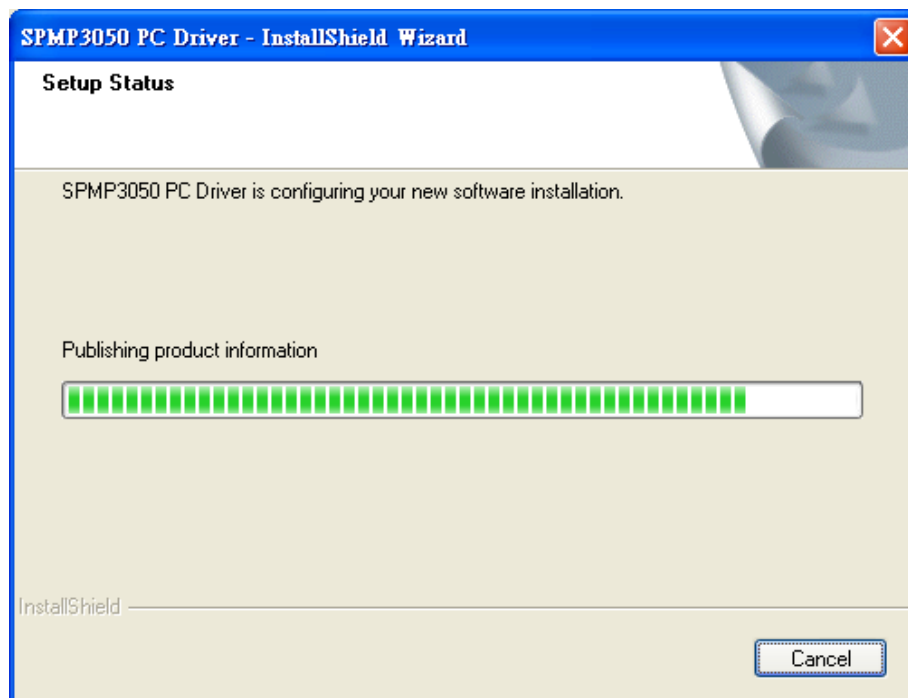 SPMP3050 PC Driver - InstallShield Wizard
Setup Status
SPMP3050 PC Driver is configuring your new software installation.
Publishing product information
InstallShield
Cancel